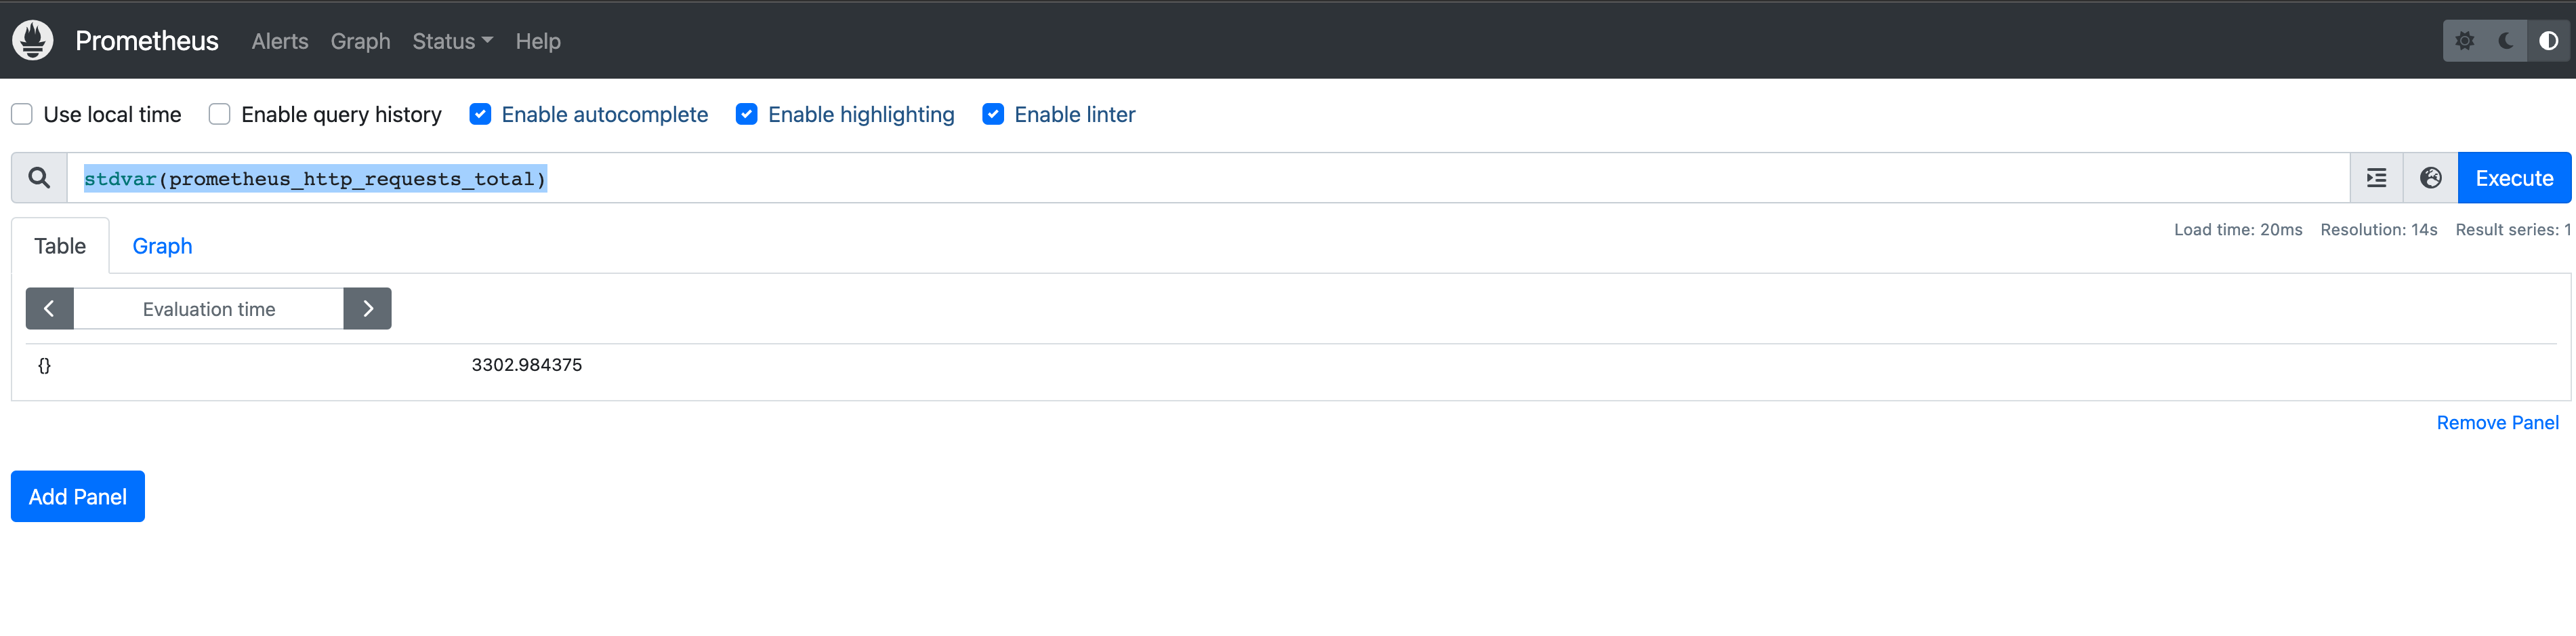 Prometheus Alerts Graph Status Help
Use local time Enable query history Enable autocomplete Enable highlighting Enable linter
stdvar(prometheus_http_requests_total) Execute
Table Graph Load time: 20ms Resolution: 14s Result series: 1
Evaluation time
{} 3302.984375
Remove Panel
Add Panel